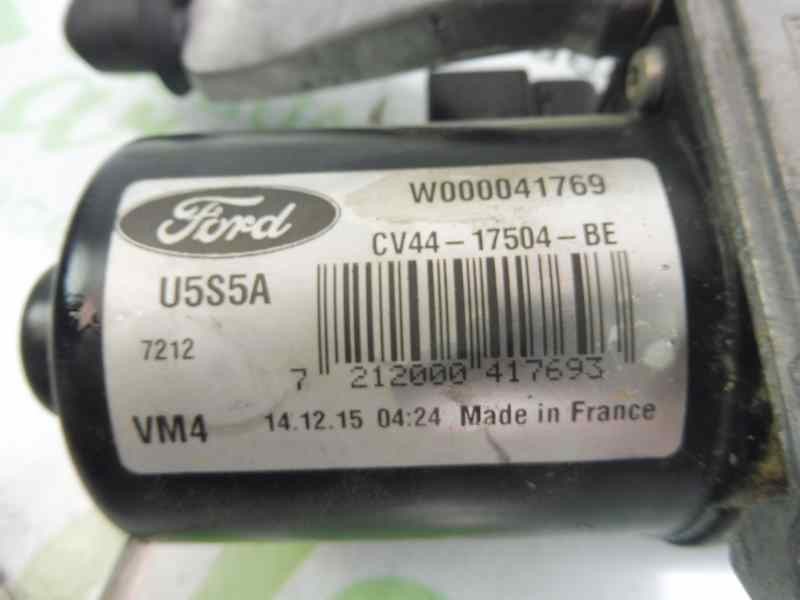 Ford
W000041769
CV44-17504-BE
U5S5A
7212
7 212000 417693
VM4 14.12.15 04:24 Made in France